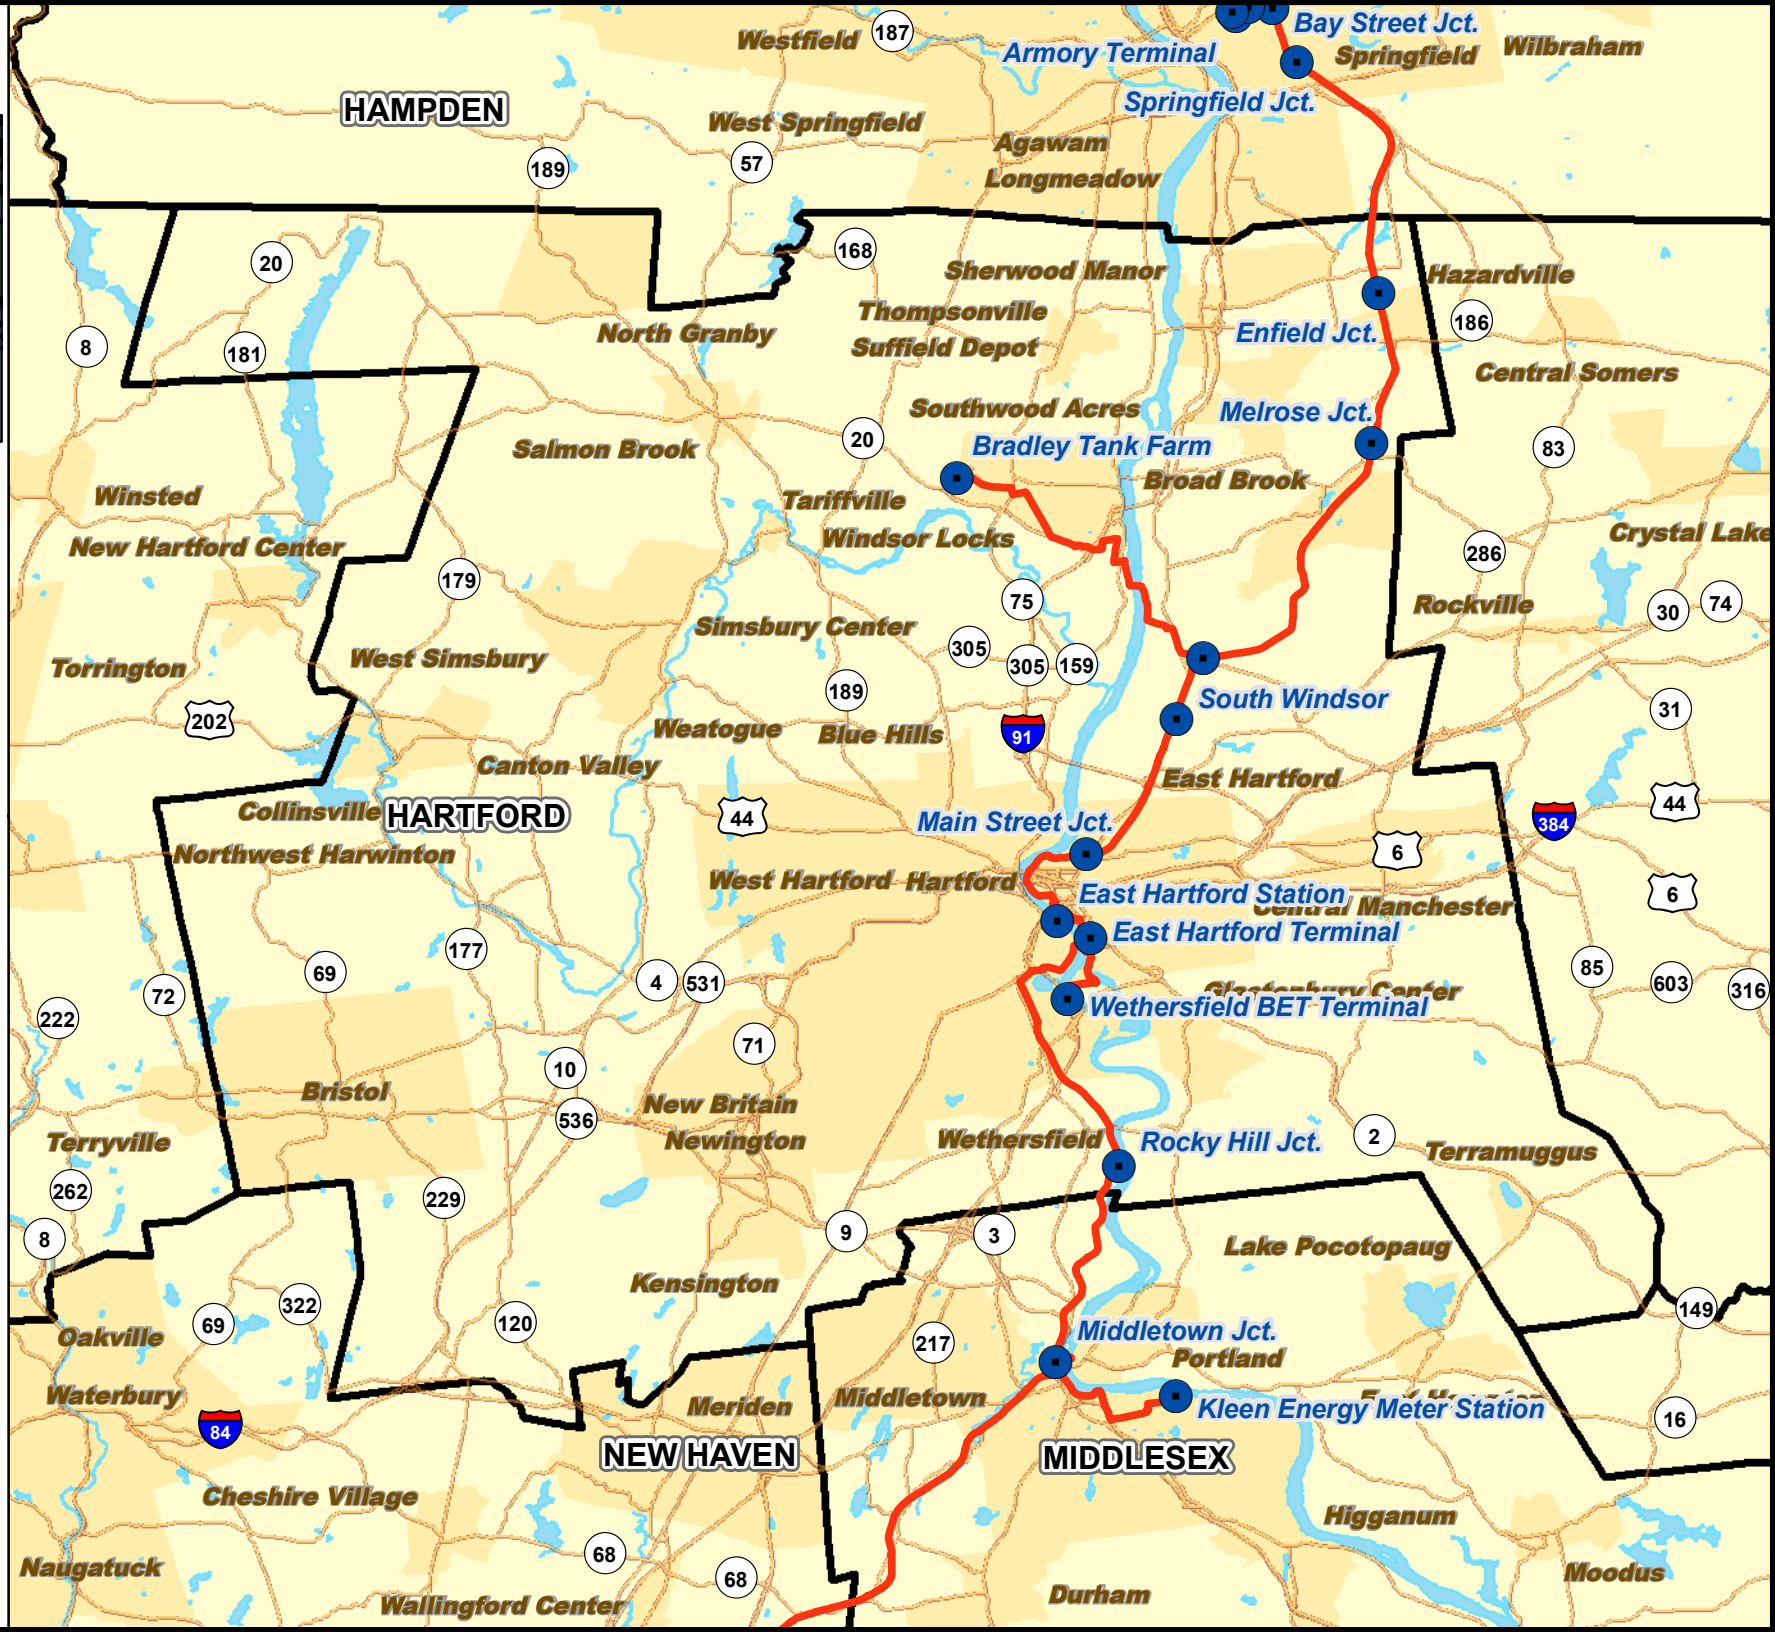 Bay Street Jct.
187
Westfield
Wilbraham
Armory Terminal
Springfield
HAMPDEN
Springfield Jct.
West Springfield
Agawam
189
57
Longmeadow
20
168
Sherwood Manor
Hazardville
Thompsonville
186
North Granby
Enfield Jct.
8
181
Suffield Depot
Central Somers
Southwood Acres
Melrose Jct.
20
Bradley Tank Farm
83
Salmon Brook
Broad Brook
Winsted
Tariffville
Crystal Lake
New Hartford Center
Windsor Locks
286
179
75
Rockville
30
74
Simsbury Center
305
West Simsbury
305
159
Torrington
189
South Windsor
31
202
Weatogue
Blue Hills
91
Canton Valley
East Hartford
44
Collinsville
HARTFORD
44
Main Street Jct.
384
6
Northwest Harwinton
West Hartford
Hartford
East Hartford Station
6
Central Manchester
East Hartford Terminal
177
69
4
531
85
603
316
72
Glastonbury Center
Wethersfield BET Terminal
222
71
10
Bristol
New Britain
536
Terryville
Newington
Wethersfield
Rocky Hill Jct.
2
Terramuggus
262
229
8
9
3
Lake Pocotopaug
Kensington
322
149
69
120
Oakville
217
Middletown Jct.
Portland
Waterbury
Meriden
Middletown
Kleen Energy Meter Station
16
84
NEW HAVEN
MIDDLESEX
Cheshire Village
Higganum
68
Naugatuck
68
Moodus
Wallingford Center
Durham